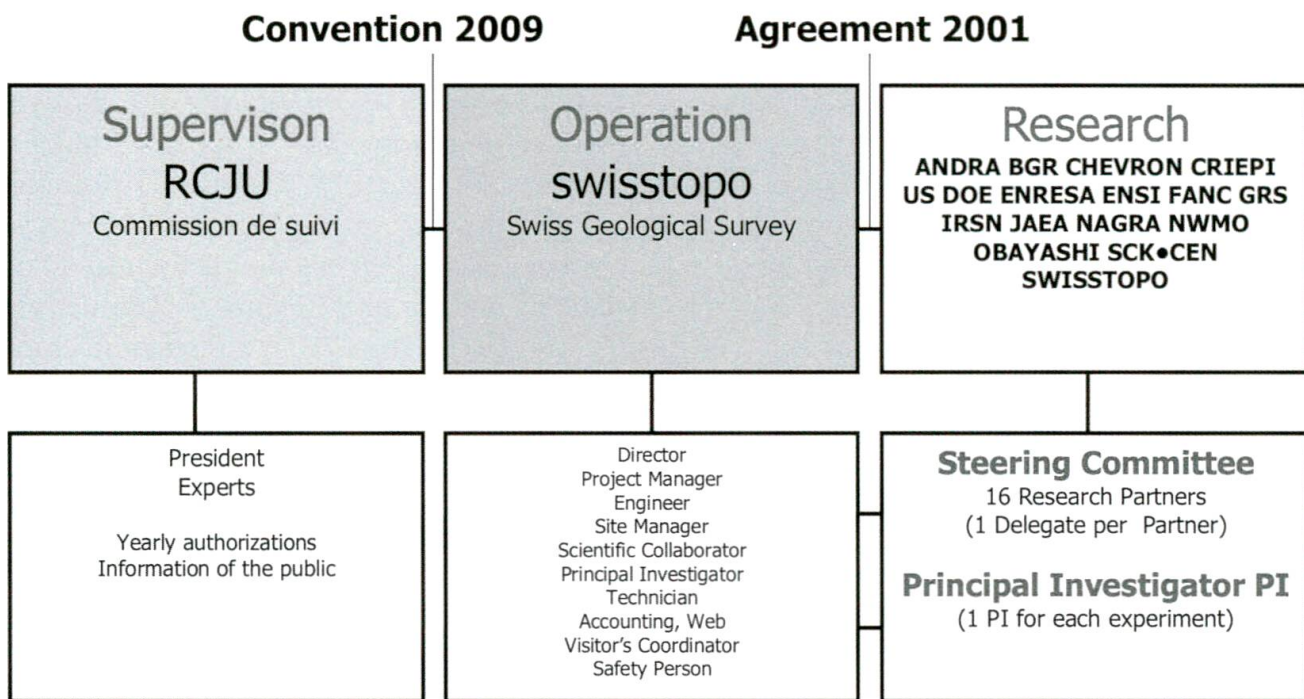 Convention 2009
Agreement 2001
Supervison
RCJU
Commission de suivi
Operation
swisstopo
Swiss Geological Survey
Research
ANDRA BGR CHEVRON CRIEPI
US DOE ENRESA ENSI FANC GRS
IRSN JAEA NAGRA NWMO
OBAYASHI SCK●CEN
SWISSTOPO
President
Experts
Yearly authorizations
Information of the public
Director
Project Manager
Engineer
Site Manager
Scientific Collaborator
Principal Investigator
Technician
Accounting, Web
Visitor's Coordinator
Safety Person
Steering Committee
16 Research Partners
(1 Delegate per Partner)
Principal Investigator PI
(1 PI for each experiment)